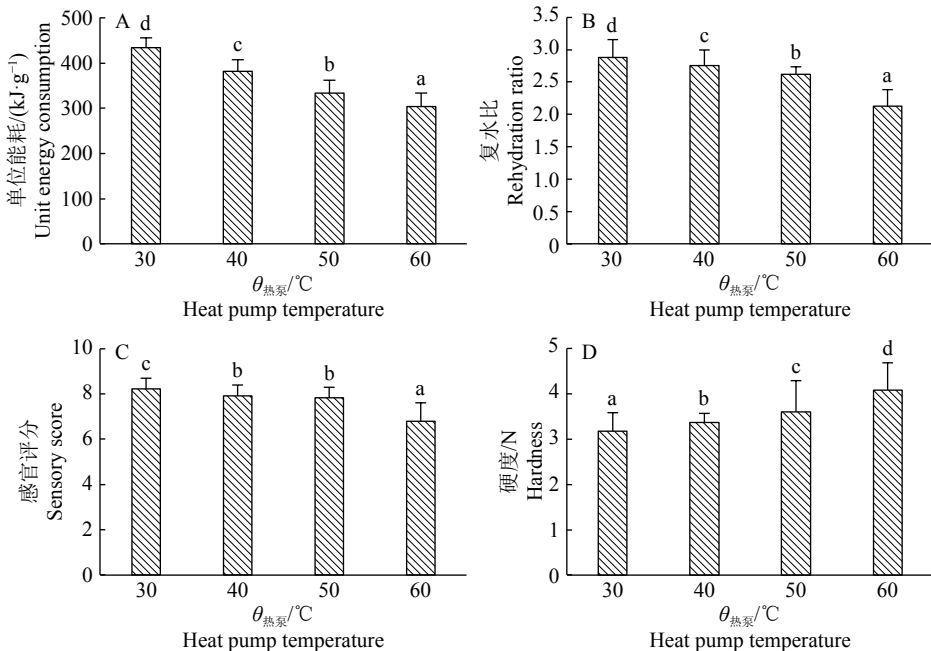 A
单位能耗/(kJ·g⁻¹)
Unit energy consumption
500
400
300
200
100
0
d
c
b
a
30 40 50 60
θ热泵/℃
Heat pump temperature
B
复水比
Rehydration ratio
3.5
3.0
2.5
2.0
1.5
1.0
0.5
0
d
c
b
a
30 40 50 60
θ热泵/℃
Heat pump temperature
C
感官评分
Sensory score
10
8
6
4
2
0
c
b
b
a
30 40 50 60
θ热泵/℃
Heat pump temperature
D
硬度/N
Hardness
5
4
3
2
1
0
a
b
c
d
30 40 50 60
θ热泵/℃
Heat pump temperature